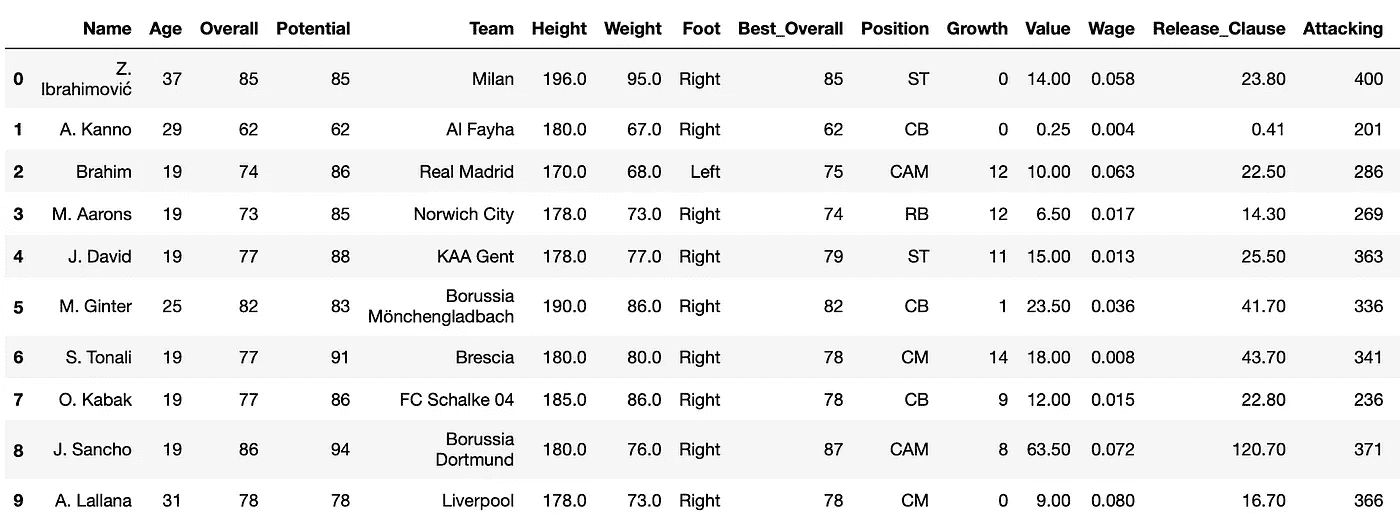 Name Age Overall Potential Team Height Weight Foot Best_Overall Position Growth Value Wage Release_Clause Attacking
0 Z. Ibrahimović 37 85 85 Milan 196.0 95.0 Right 85 ST 0 14.00 0.058 23.80 400
1 A. Kanno 29 62 62 Al Fayha 180.0 67.0 Right 62 CB 0 0.25 0.004 0.41 201
2 Brahim 19 74 86 Real Madrid 170.0 68.0 Left 75 CAM 12 10.00 0.063 22.50 286
3 M. Aarons 19 73 85 Norwich City 178.0 73.0 Right 74 RB 12 6.50 0.017 14.30 269
4 J. David 19 77 88 KAA Gent 178.0 77.0 Right 79 ST 11 15.00 0.013 25.50 363
5 M. Ginter 25 82 83 Borussia Mönchengladbach 190.0 86.0 Right 82 CB 1 23.50 0.036 41.70 336
6 S. Tonali 19 77 91 Brescia 180.0 80.0 Right 78 CM 14 18.00 0.008 43.70 341
7 O. Kabak 19 77 86 FC Schalke 04 185.0 86.0 Right 78 CB 9 12.00 0.015 22.80 236
8 J. Sancho 19 86 94 Borussia Dortmund 180.0 76.0 Right 87 CAM 8 63.50 0.072 120.70 371
9 A. Lallana 31 78 78 Liverpool 178.0 73.0 Right 78 CM 0 9.00 0.080 16.70 366